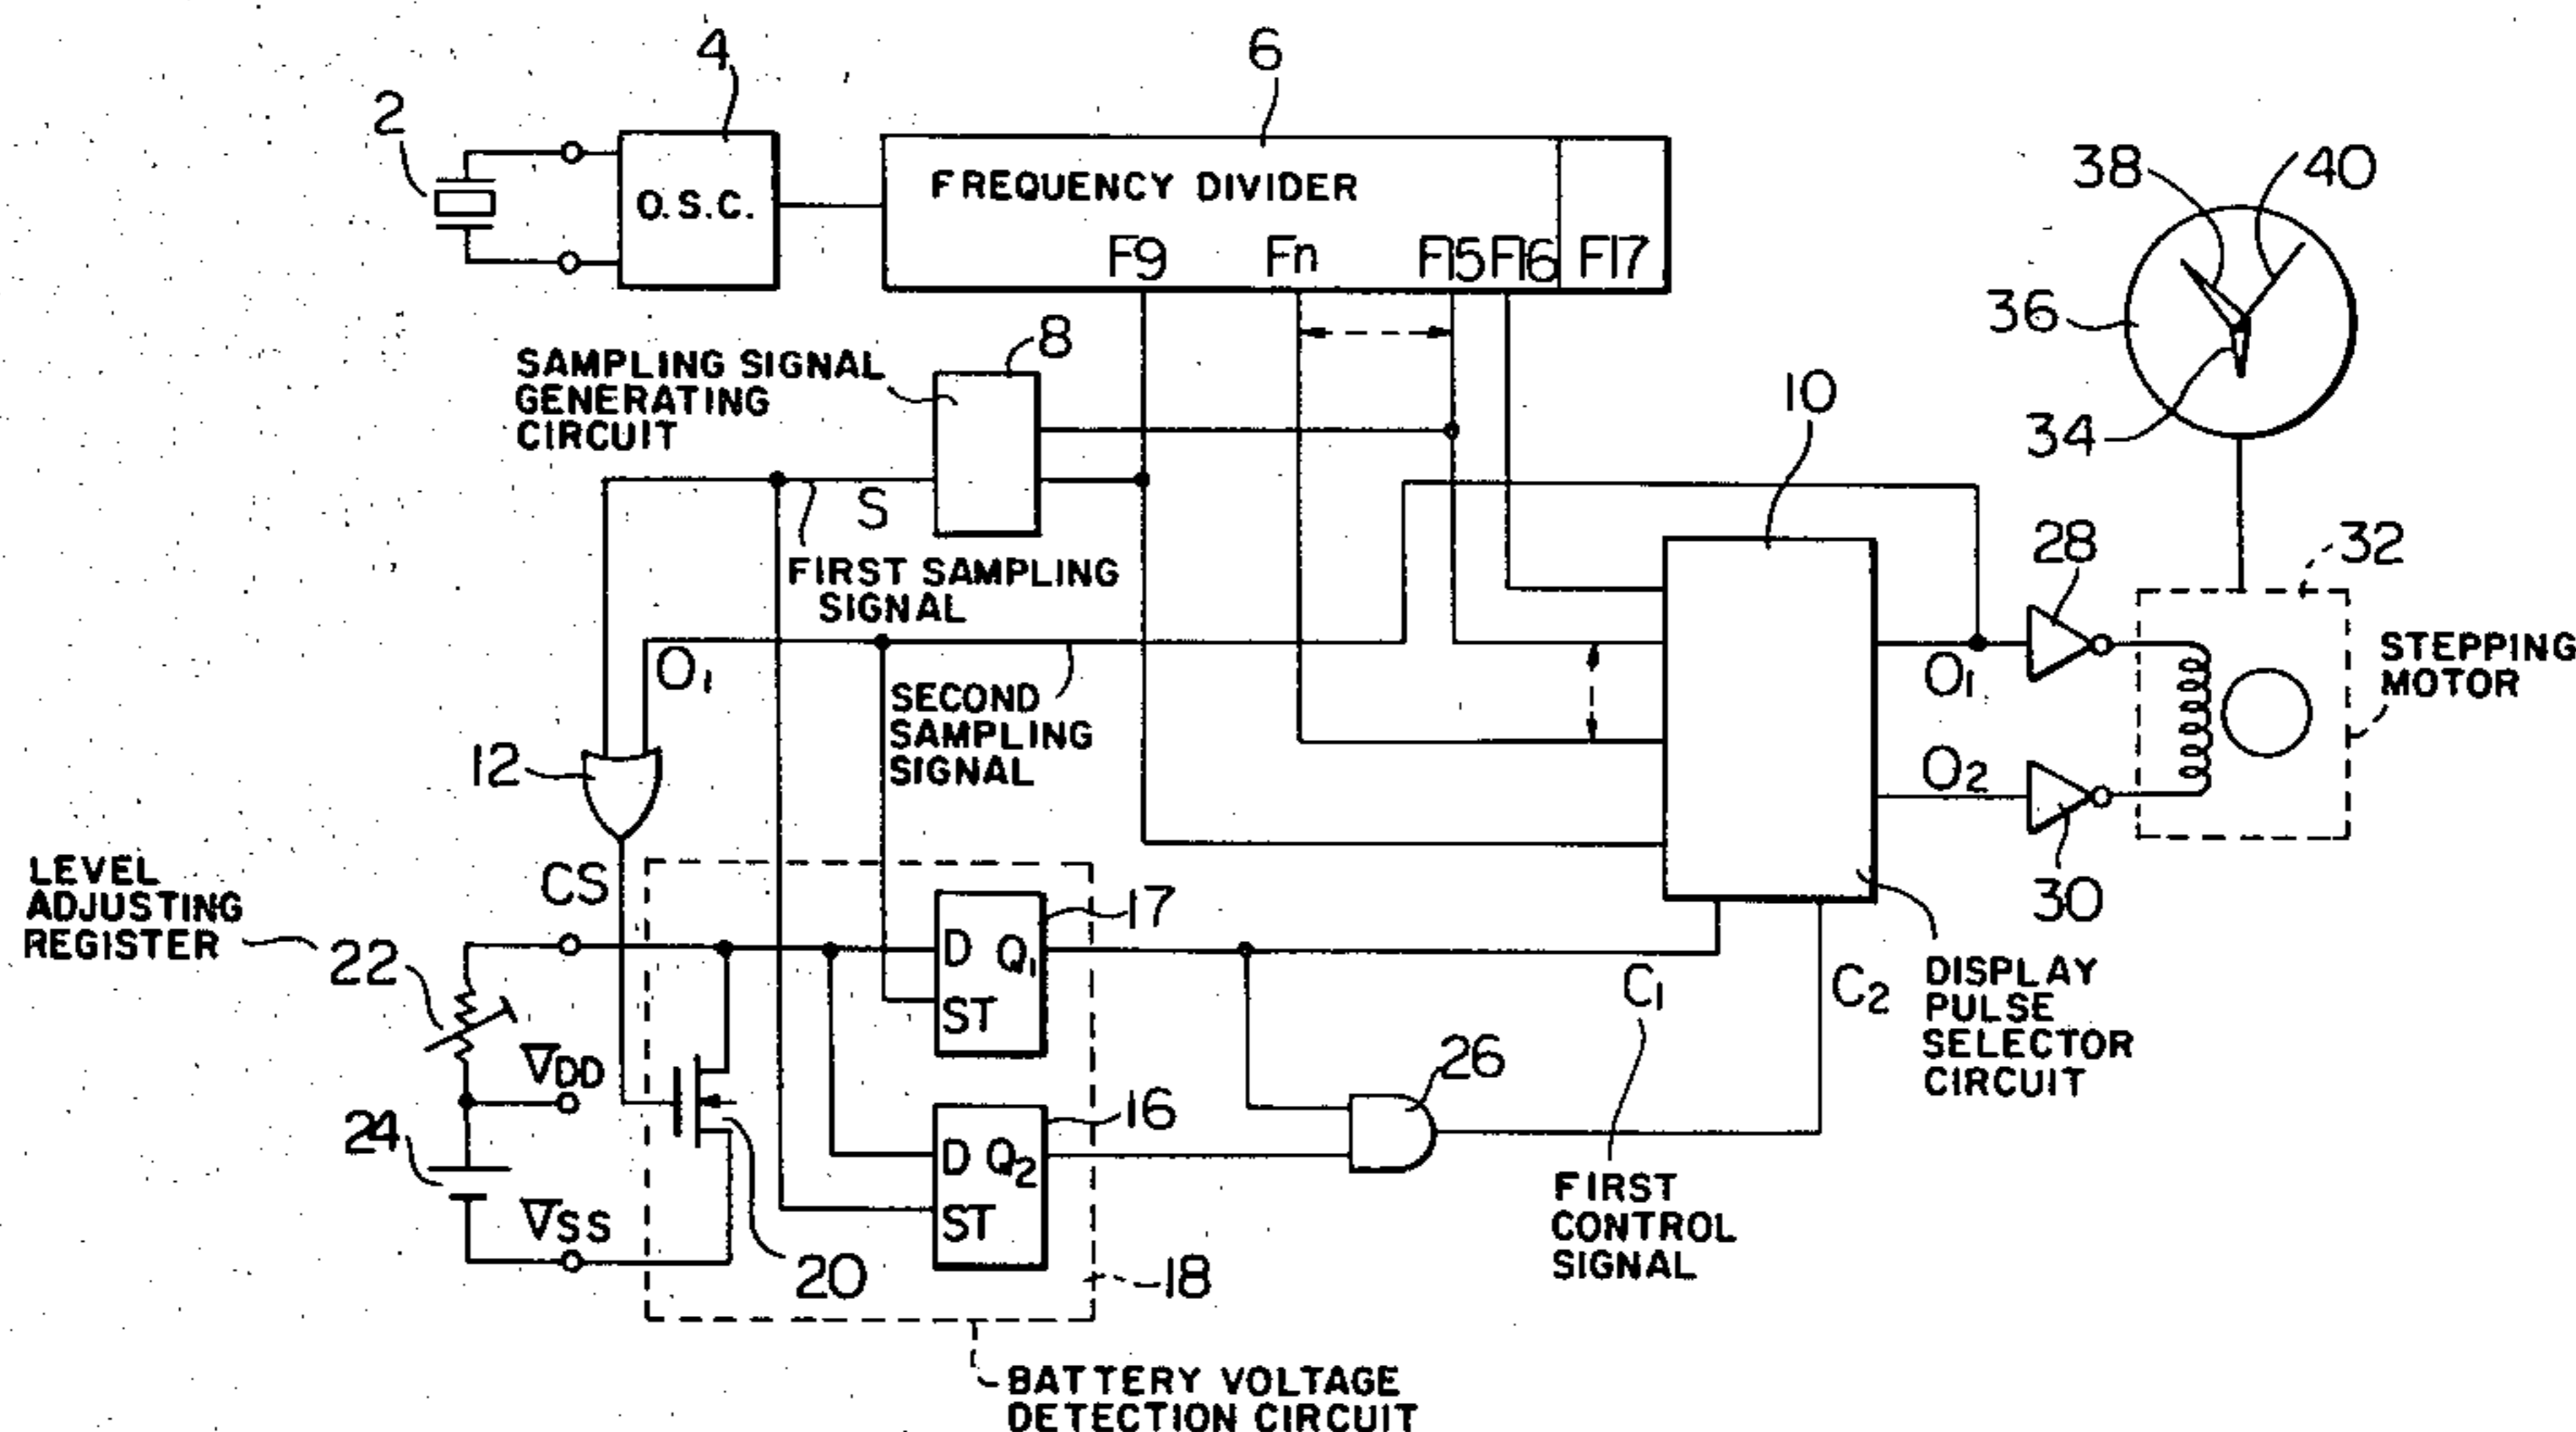 2
4
6
O.S.C.
FREQUENCY DIVIDER
F9
Fn
F15
F16
F17
38
40
36
34
SAMPLING SIGNAL
GENERATING
CIRCUIT
8
10
S
FIRST SAMPLING
SIGNAL
28
32
STEPPING
MOTOR
O1
SECOND
SAMPLING
SIGNAL
O1
O2
12
30
LEVEL
ADJUSTING
REGISTER
CS
17
D Q1
ST
22
C1
C2
DISPLAY
PULSE
SELECTOR
CIRCUIT
VDD
26
16
24
D Q2
ST
VSS
20
18
FIRST
CONTROL
SIGNAL
BATTERY VOLTAGE
DETECTION CIRCUIT